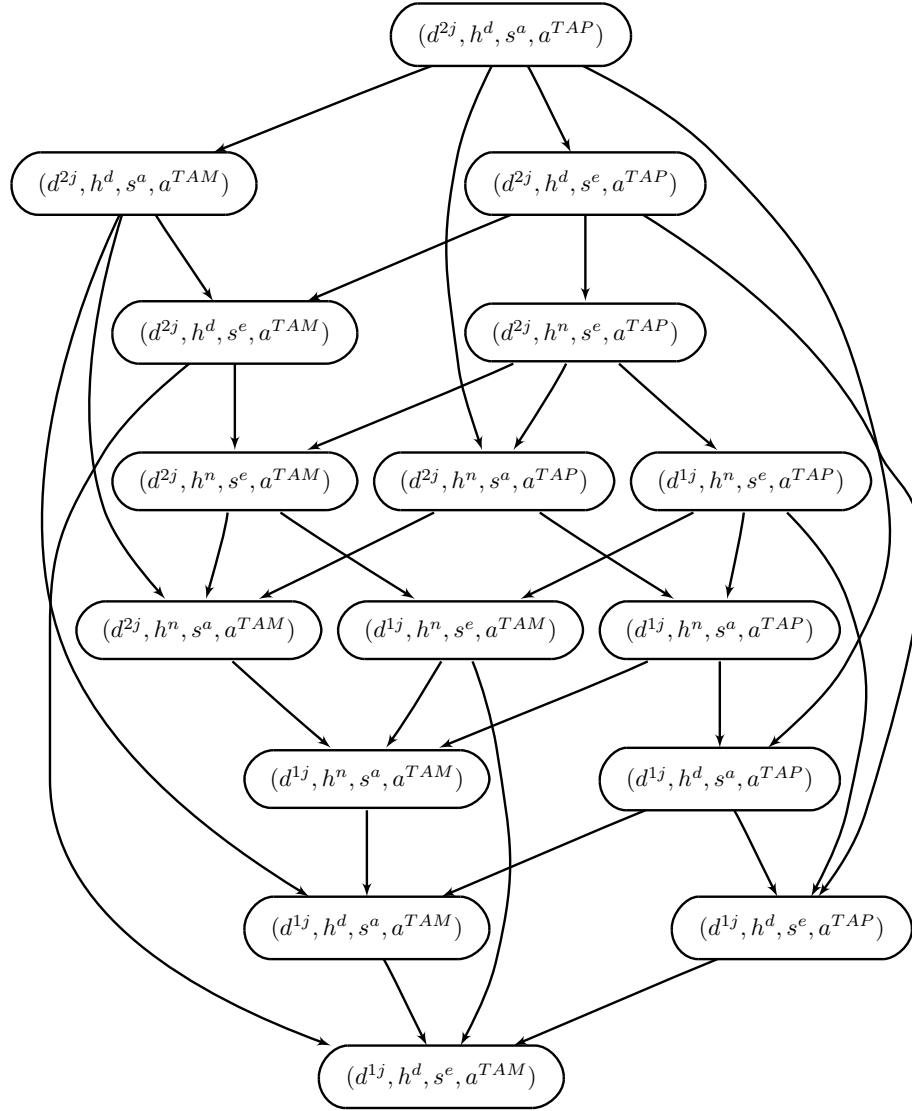 (d^{2j}, h^d, s^a, a^{TAP})
(d^{2j}, h^d, s^a, a^{TAM})
(d^{2j}, h^d, s^e, a^{TAP})
(d^{2j}, h^d, s^e, a^{TAM})
(d^{2j}, h^n, s^e, a^{TAP})
(d^{2j}, h^n, s^e, a^{TAM})
(d^{2j}, h^n, s^a, a^{TAP})
(d^{1j}, h^n, s^e, a^{TAP})
(d^{2j}, h^n, s^a, a^{TAM})
(d^{1j}, h^n, s^e, a^{TAM})
(d^{1j}, h^n, s^a, a^{TAP})
(d^{1j}, h^n, s^a, a^{TAM})
(d^{1j}, h^d, s^a, a^{TAP})
(d^{1j}, h^d, s^a, a^{TAM})
(d^{1j}, h^d, s^e, a^{TAP})
(d^{1j}, h^d, s^e, a^{TAM})